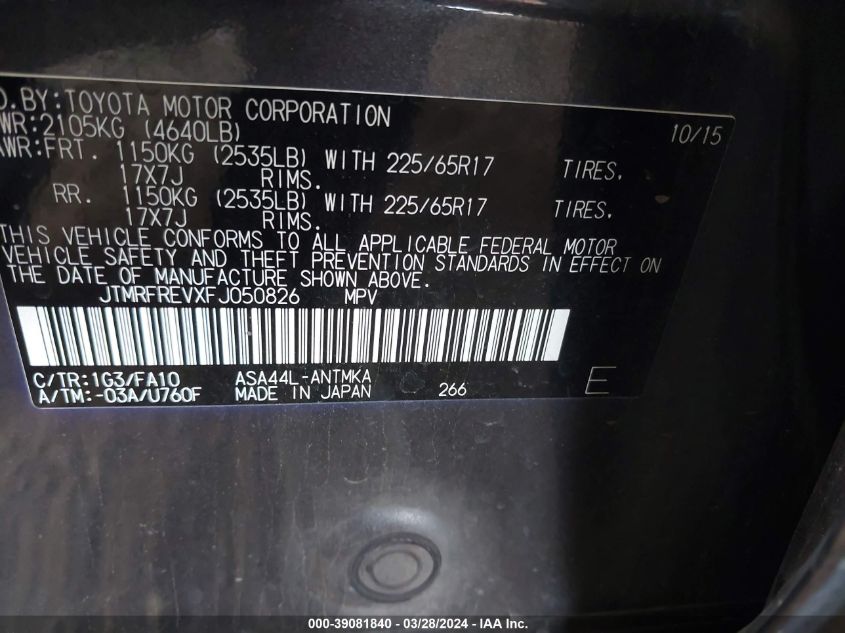 D.BY:TOYOTA MOTOR CORPORATION
10/15
WR:2105KG (4640LB)
AWR:FRT. 1150KG (2535LB) WITH 225/65R17 TIRES,
17X7J RIMS.
RR. 1150KG (2535LB) WITH 225/65R17 TIRES,
17X7J RIMS.
THIS VEHICLE CONFORMS TO ALL APPLICABLE FEDERAL MOTOR
VEHICLE SAFETY AND THEFT PREVENTION STANDARDS IN EFFECT ON
THE DATE OF MANUFACTURE SHOWN ABOVE.
JTMRFREVXFJ050826 MPV
C/TR:1G3/FA10 ASA44L-ANTMKA
A/TM:-03A/U760F MADE IN JAPAN 266 E
000-39081840 / 03/28/2024 - IAA Inc.